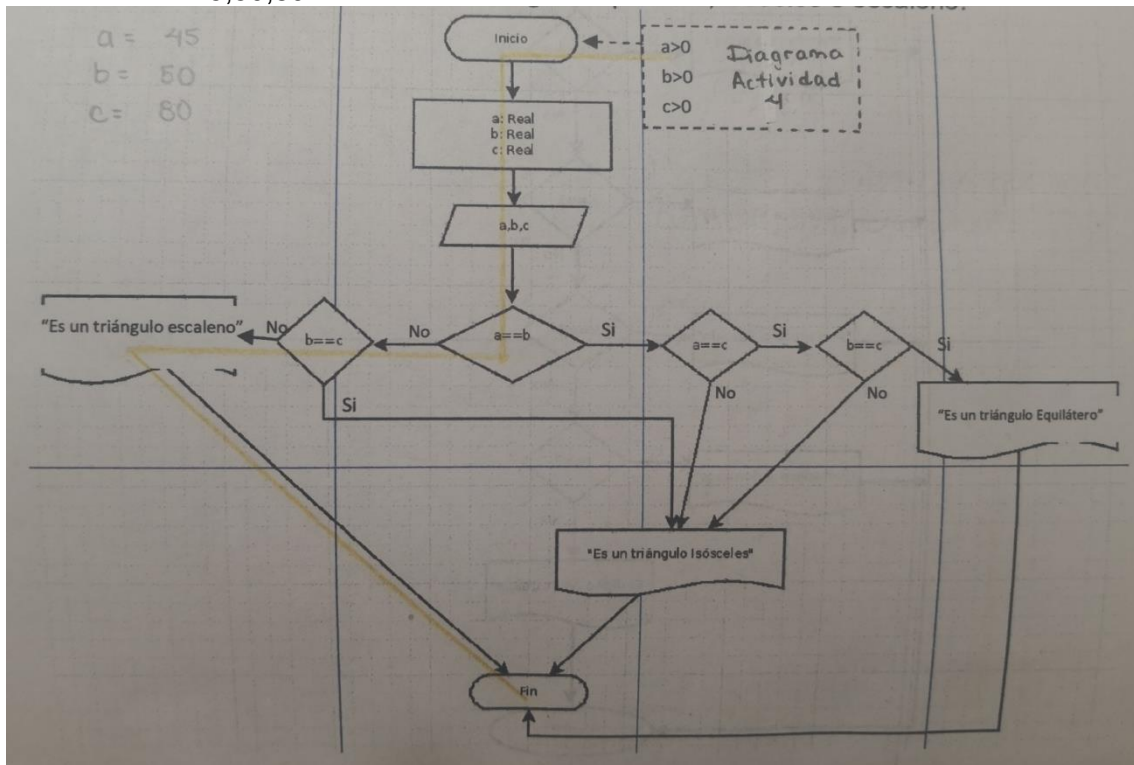 a = 45
b = 50
c = 80
Inicio
a>0
b>0
c>0
Diagrama
Actividad
4
a: Real
b: Real
c: Real
a,b,c
"Es un triángulo escaleno"
No
b==c
No
a==b
Si
a==c
Si
b==c
Si
Si
No
No
"Es un triángulo Equilátero"
"Es un triángulo Isósceles"
Fin